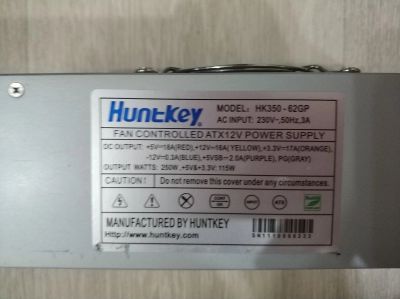 Huntkey
MODEL: HK350-62GP
AC INPUT: 230V~,50Hz,3A
FAN CONTROLLED ATX12V POWER SUPPLY
DC OUTPUT: +5V⎓18A(RED),+12V⎓16A(YELLOW),+3.3V⎓17A(ORANGE),
-12V⎓0.3A(BLUE),+5VSB⎓2.0A(PURPLE), PG(GRAY)
OUTPUT WATTS: 250W ,+5V&+3.3V: 115W
CAUTION! Do not remove this cover under any circumstances.
MANUFACTURED BY HUNTKEY
Http://www.huntkey.com